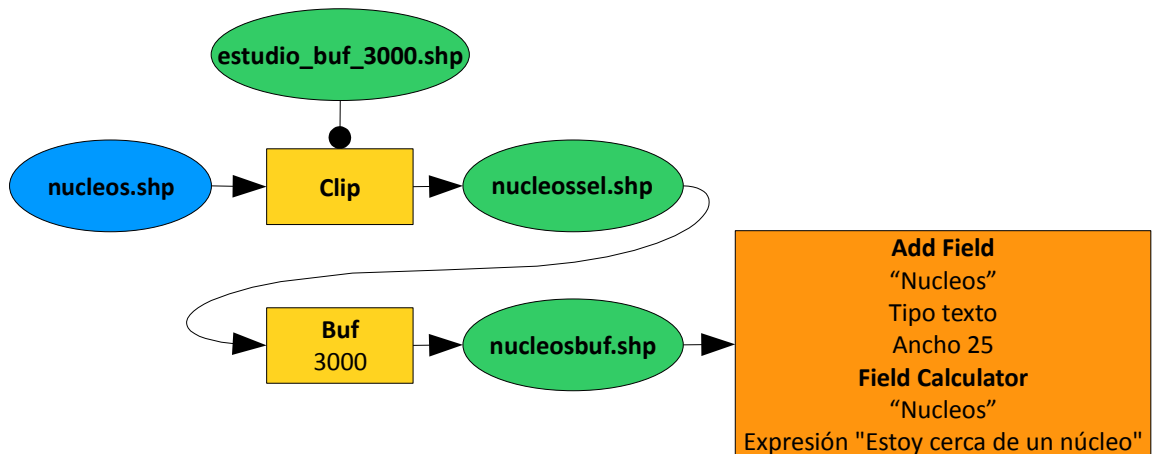 estudio_buf_3000.shp
nucleos.shp
Clip
nucleossel.shp
Buf
3000
nucleosbuf.shp
Add Field
“Nucleos”
Tipo texto
Ancho 25
Field Calculator
“Nucleos”
Expresión "Estoy cerca de un núcleo"